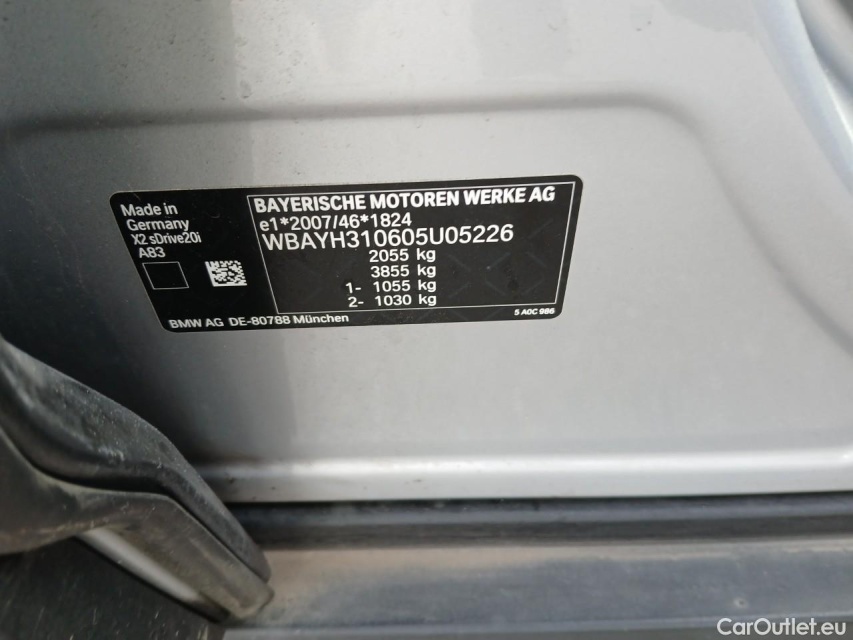 Made in
Germany
X2 sDrive20i
A83
BAYERISCHE MOTOREN WERKE AG
e1*2007/46*1824
WBAYH310605U05226
2055 kg
3855 kg
1- 1055 kg
2- 1030 kg
BMW AG DE-80788 München
5 A0C 986
CarOutlet.eu